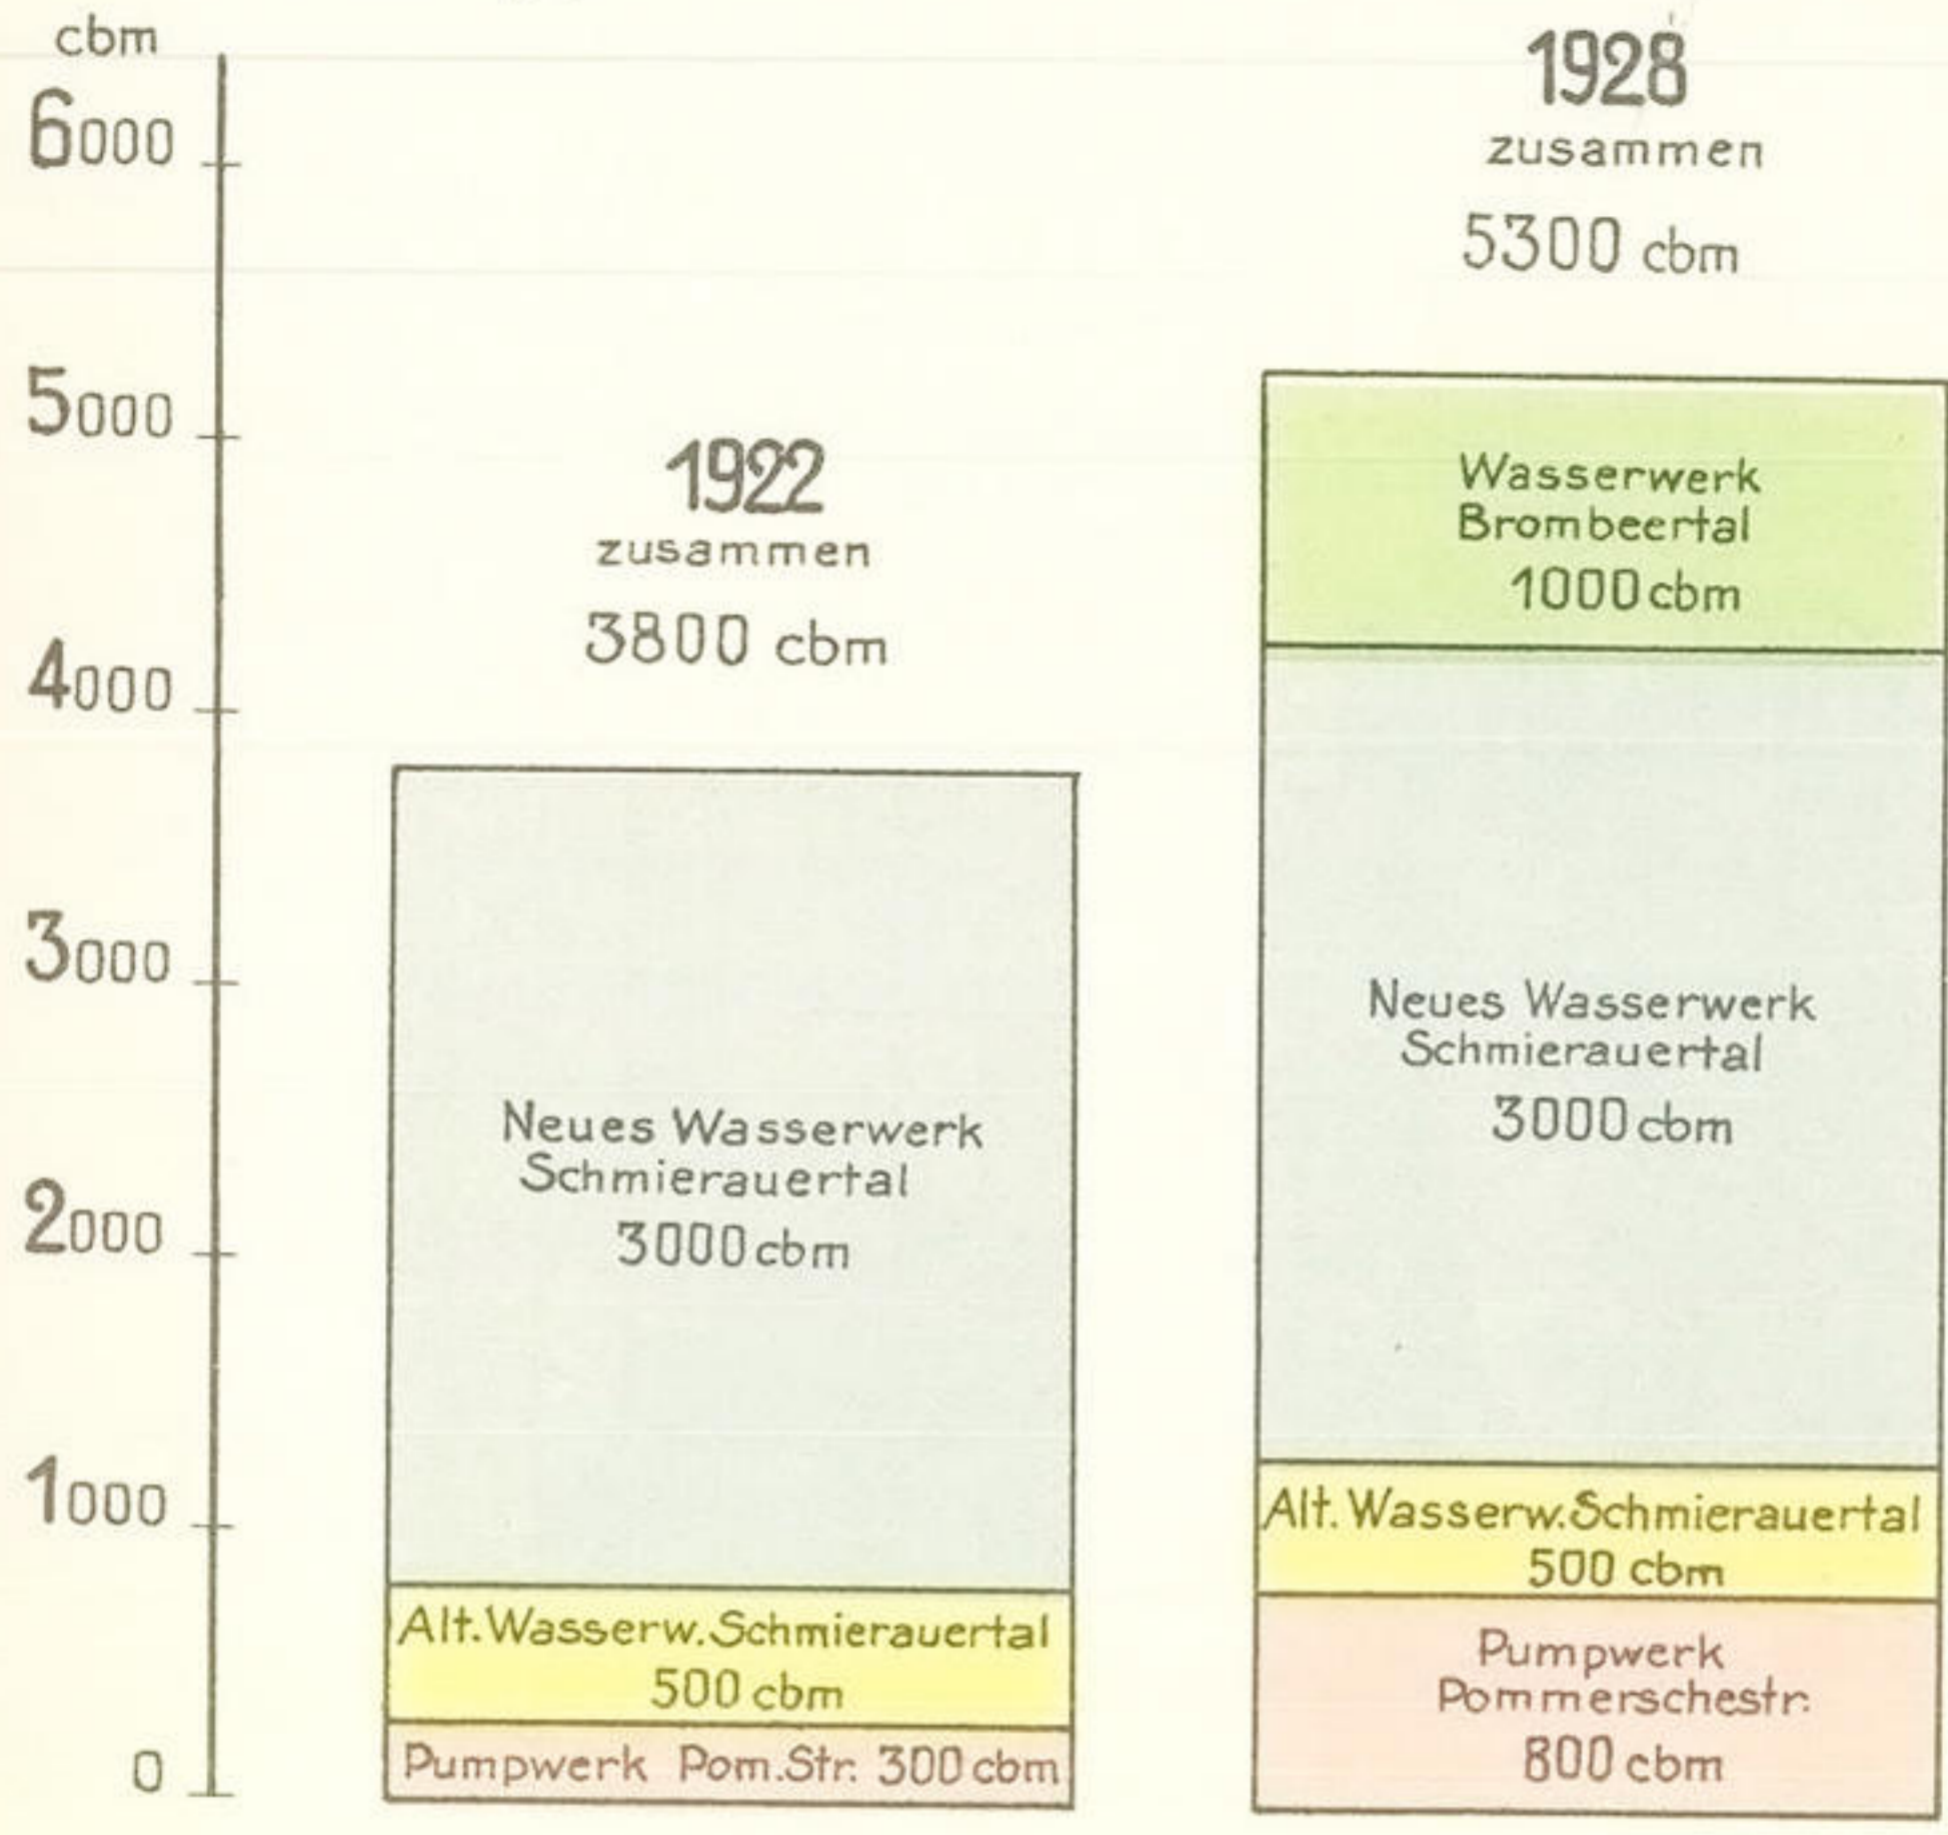 cbm
6000
5000
4000
3000
2000
1000
0
1922
zusammen
3800 cbm
Neues Wasserwerk
Schmierauertal
3000 cbm
Alt. Wasserw. Schmierauertal
500 cbm
Pumpwerk Pom. Str. 300 cbm
1928
zusammen
5300 cbm
Wasserwerk
Brombeertal
1000 cbm
Neues Wasserwerk
Schmierauertal
3000 cbm
Alt. Wasserw. Schmierauertal
500 cbm
Pumpwerk
Pommerschestr.
800 cbm